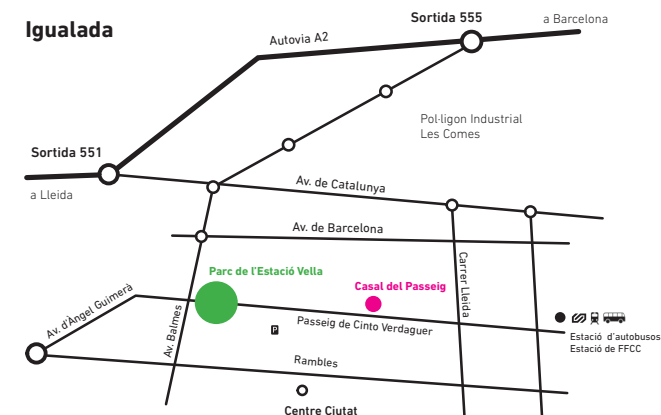 Igualada
Sortida 555
a Barcelona
Autovia A2
Pol·ligon Industrial
Les Comes
Sortida 551
a Lleida
Av. de Catalunya
Av. de Barcelona
Parc de l'Estació Vella
Casal del Passeig
Carrer Lleida
Av. d'Àngel Guimerà
Av. Balmes
P
Passeig de Cinto Verdaguer
Estació d'autobusos
Estació de FFCC
Rambles
Centre Ciutat